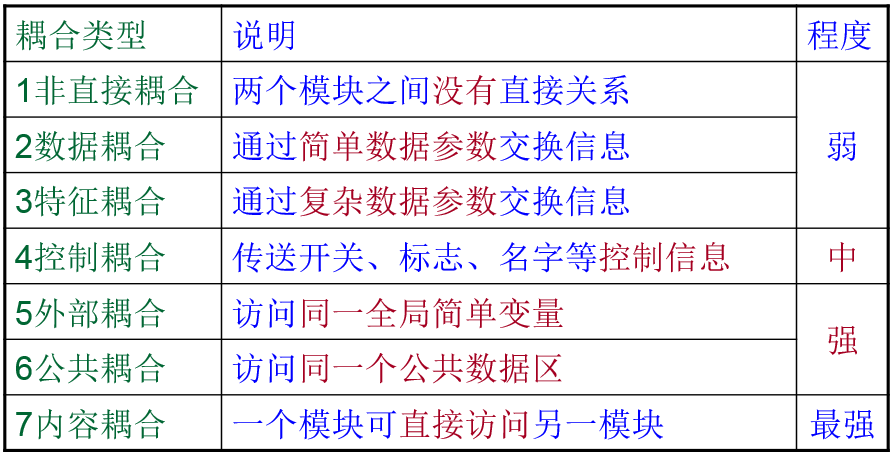 耦合类型 说明 程度
1非直接耦合 两个模块之间没有直接关系
2数据耦合 通过简单数据参数交换信息 弱
3特征耦合 通过复杂数据参数交换信息
4控制耦合 传送开关、标志、名字等控制信息 中
5外部耦合 访问同一全局简单变量
强
6公共耦合 访问同一个公共数据区
7内容耦合 一个模块可直接访问另一模块 最强